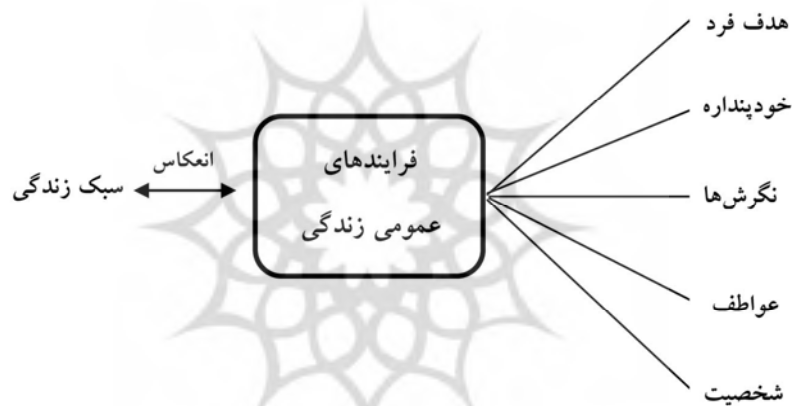 هدف فرد
خودپنداره
نگرش‌ها
عواطف
شخصیت
فرایندهای
عمومی زندگی
انعکاس
سبک زندگی